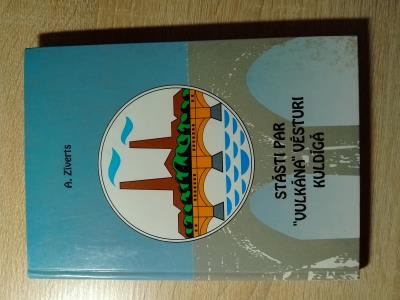 A. Zīverts
STĀSTI PAR
"VULKĀNA" VĒSTURI
KULDĪGĀ